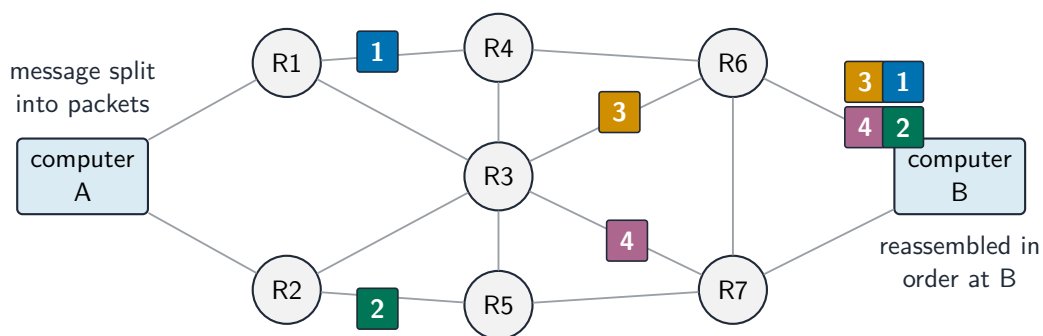 R1
1
R4
R6
message split
into packets
3
1
3
4
2
computer
A
R3
computer
B
4
reassembled in
order at B
R2
2
R5
R7